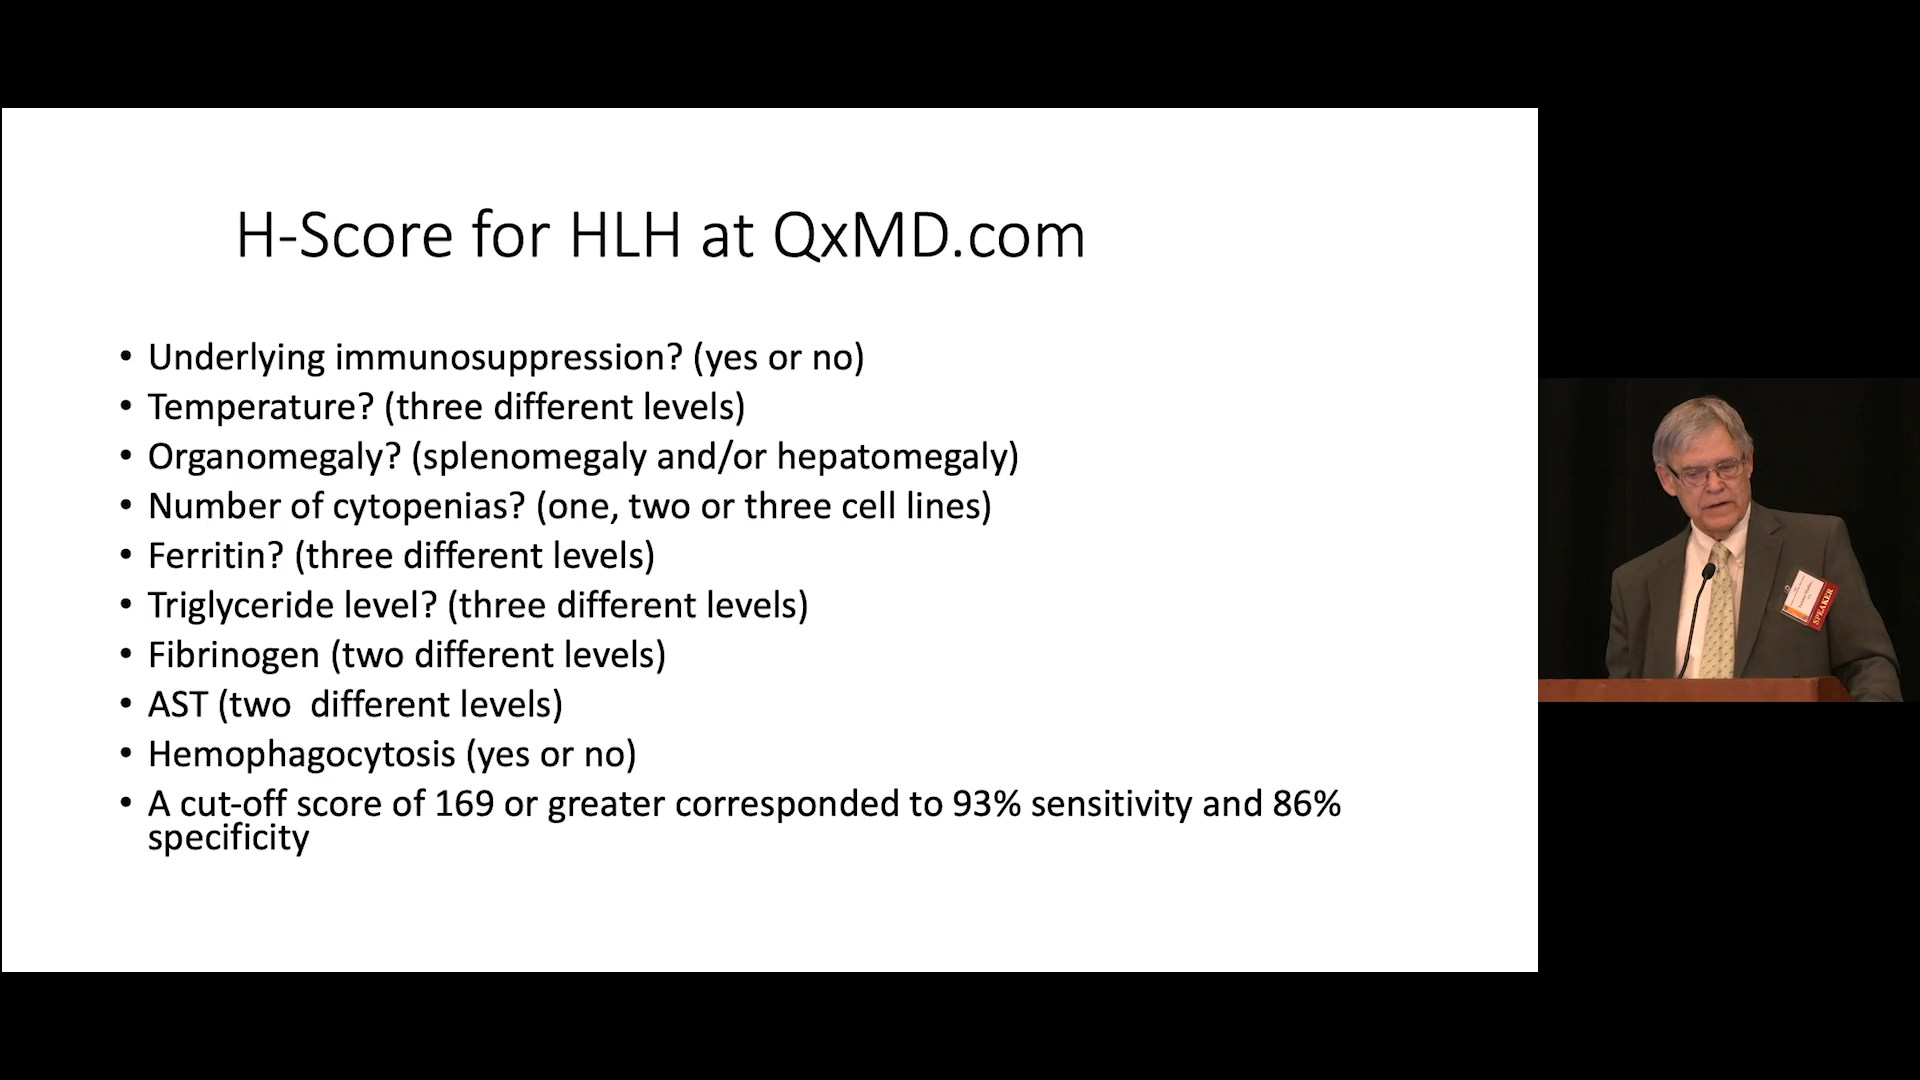 H-Score for HLH at QxMD.com
• Underlying immunosuppression? (yes or no)
• Temperature? (three different levels)
• Organomegaly? (splenomegaly and/or hepatomegaly)
• Number of cytopenias? (one, two or three cell lines)
• Ferritin? (three different levels)
• Triglyceride level? (three different levels)
• Fibrinogen (two different levels)
• AST (two  different levels)
• Hemophagocytosis (yes or no)
• A cut-off score of 169 or greater corresponded to 93% sensitivity and 86%
specificity
SPEAKER